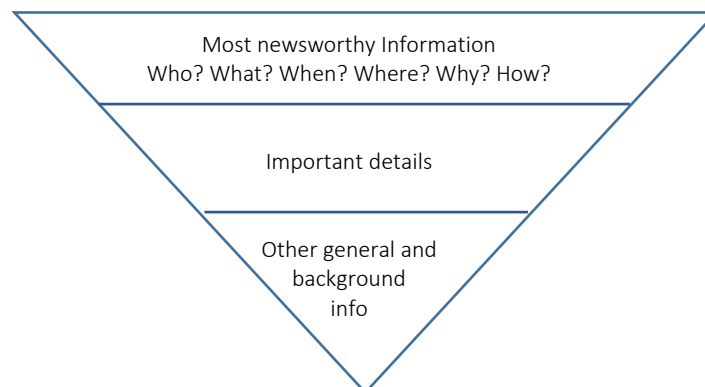 Most newsworthy Information
Who? What? When? Where? Why? How?
Important details
Other general and
background
info